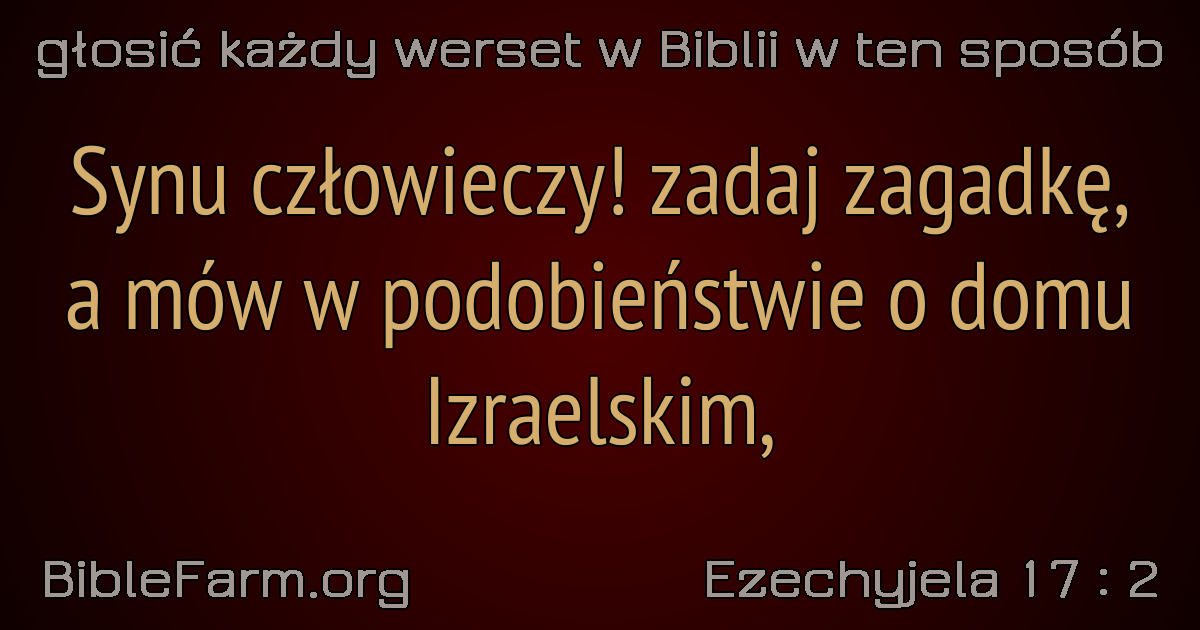 głosić każdy werset w Biblii w ten sposób
Synu człowieczy! zadaj zagadkę,
a mów w podobieństwie o domu
Izraelskim,
BibleFarm.org
Ezechyjela 17 : 2